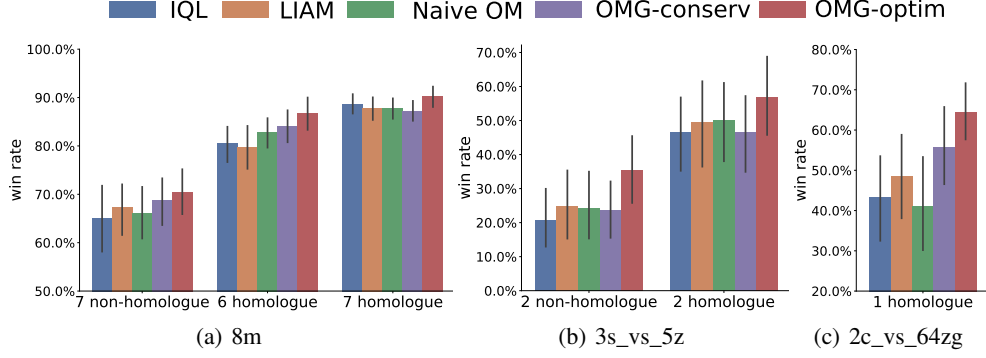 IQL LIAM Naive OM OMG-conserv OMG-optim
win rate
100.0%
90.0%
80.0%
70.0%
60.0%
50.0%
7 non-homologue 6 homologue 7 homologue
(a) 8m
win rate
70.0%
60.0%
50.0%
40.0%
30.0%
20.0%
10.0%
0.0%
2 non-homologue 2 homologue
(b) 3s_vs_5z
win rate
80.0%
70.0%
60.0%
50.0%
40.0%
30.0%
20.0%
1 homologue
(c) 2c_vs_64zg